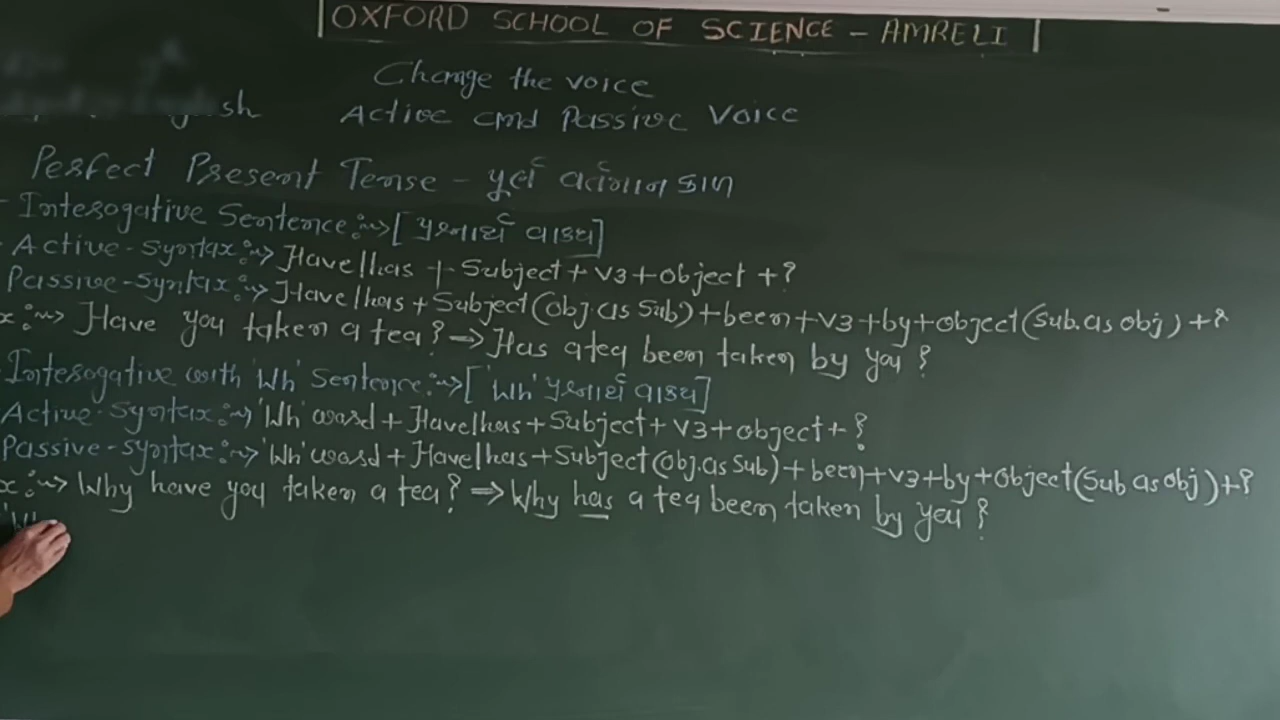 OXFORD SCHOOL OF SCIENCE - AMRELI
Change the voice
sh Active and Passive Voice
Perfect Present Tense - પૂર્ણ વર્તમાન કાળ
Interogative Sentence :~> [પ્રશ્નાર્થ વાક્ય]
Active-Syntax :~> Have/has + Subject + V3 + Object + ?
Passive-Syntax :~> Have/has + Subject (Obj. as Sub) + been + V3 + by + Object (Sub. as Obj) + ?
x :~> Have you taken a tea? => Has a tea been taken by you ?
Interogative with 'Wh' Sentence :~> ['Wh' પ્રશ્નાર્થ વાક્ય]
Active-Syntax :~> 'Wh' word + Have/has + Subject + V3 + object + ?
Passive-syntax :~> 'Wh' word + Have/has + Subject (Obj. as Sub) + been + V3 + by + Object (Sub as Obj) + ?
x :~> Why have you taken a tea? => Why has a tea been taken by you ?